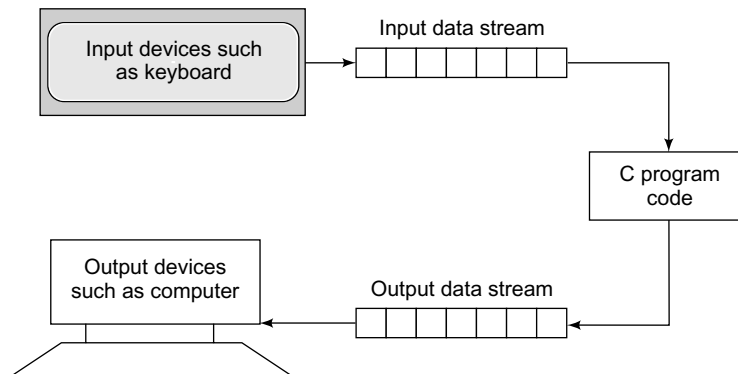 Input devices such
as keyboard
Input data stream
C program
code
Output devices
such as computer
Output data stream